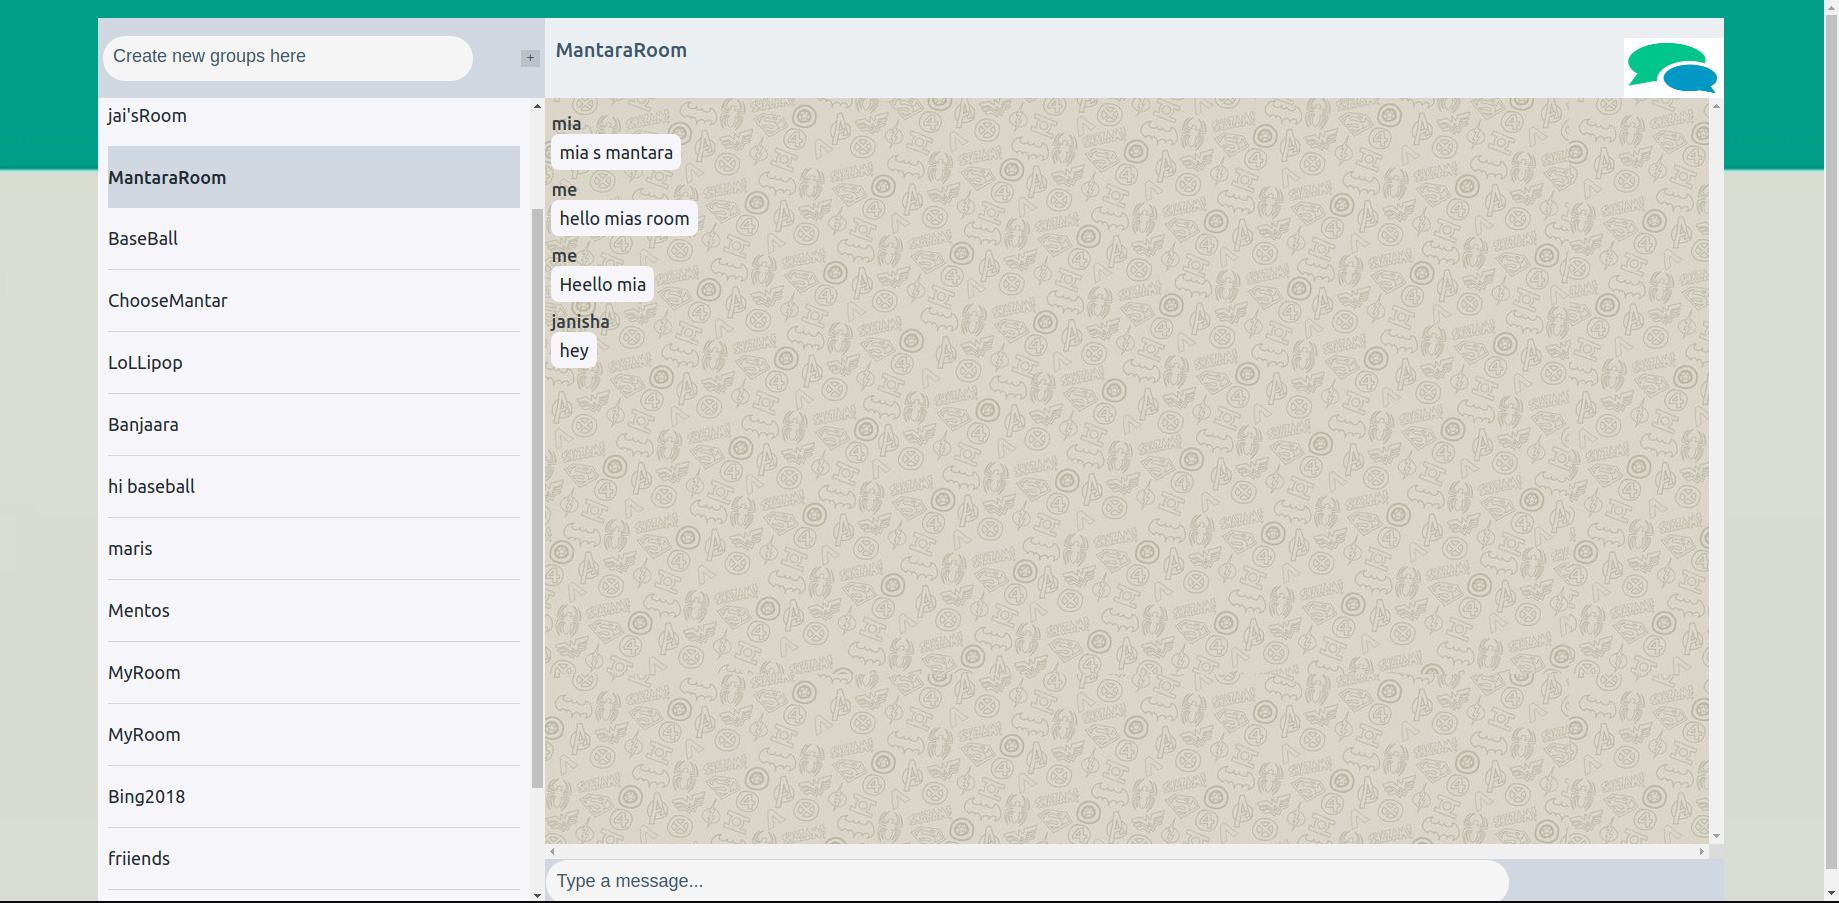 Create new groups here
+
jai'sRoom
MantaraRoom
BaseBall
ChooseMantar
LoLLipop
Banjaara
hi baseball
maris
Mentos
MyRoom
MyRoom
Bing2018
friiends
MantaraRoom
mia
mia s mantara
me
hello mias room
me
Heello mia
janisha
hey
Type a message...